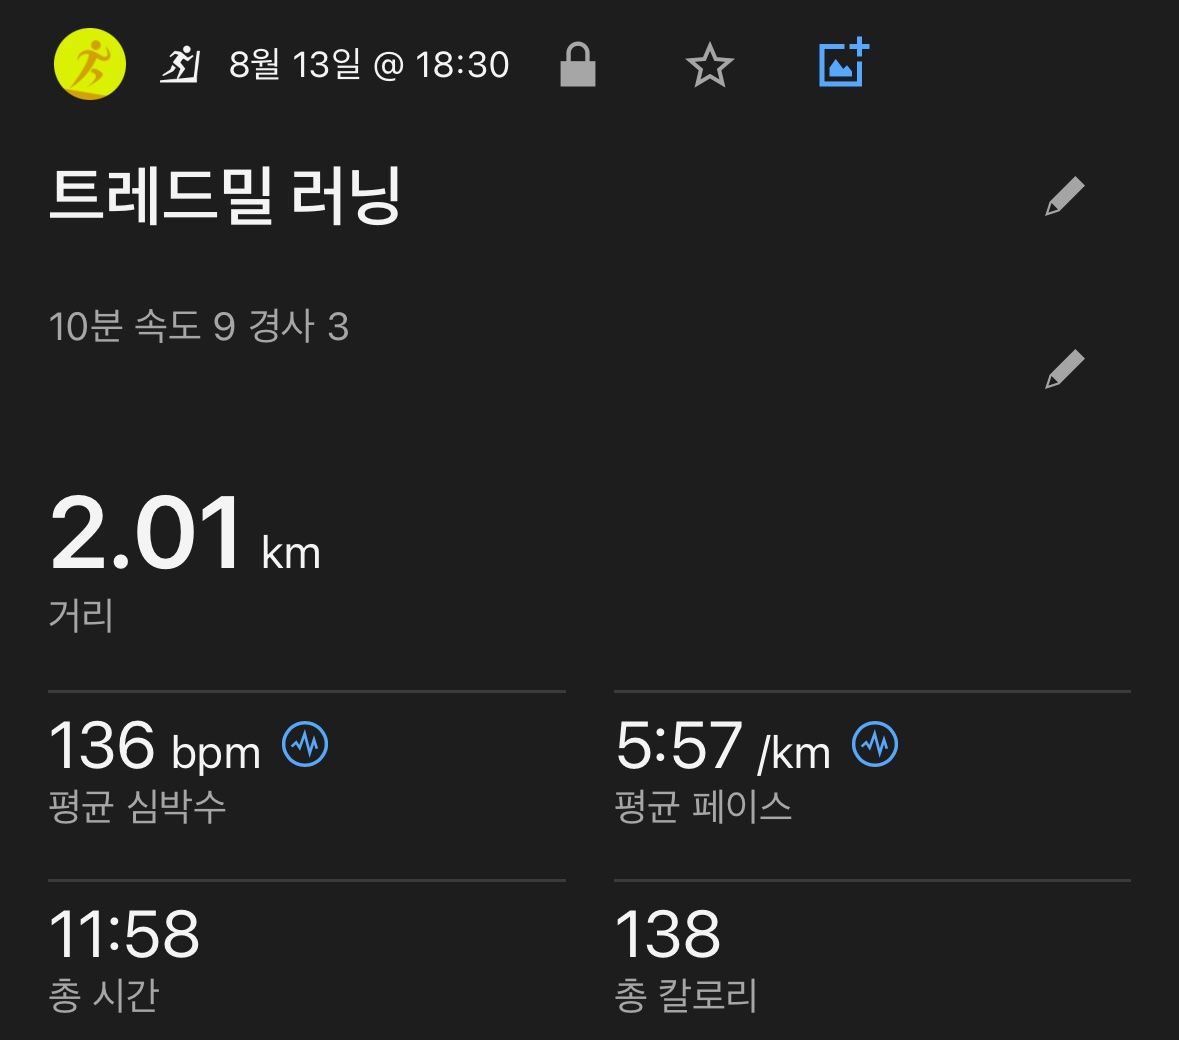 8월 13일 @ 18:30
트레드밀 러닝
10분 속도 9 경사 3
2.01 km
거리
136 bpm
평균 심박수
5:57 /km
평균 페이스
11:58
총 시간
138
총 칼로리